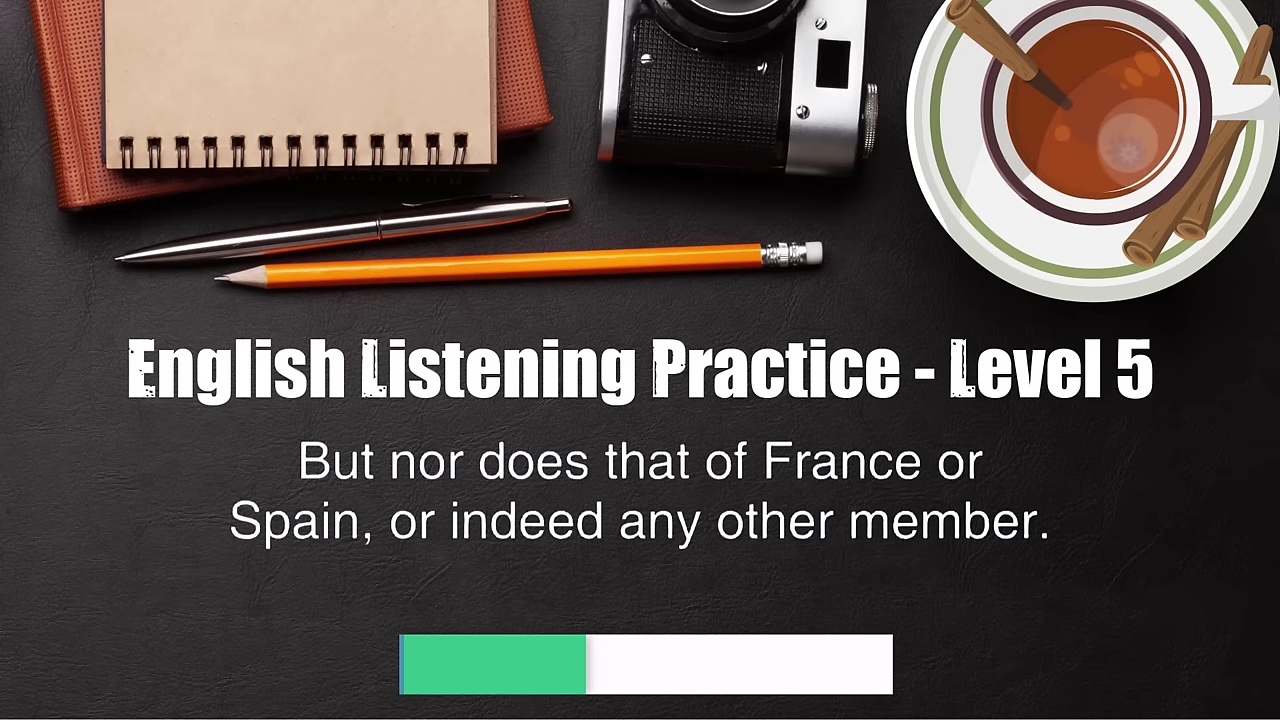 English Listening Practice - Level 5
But nor does that of France or
Spain, or indeed any other member.